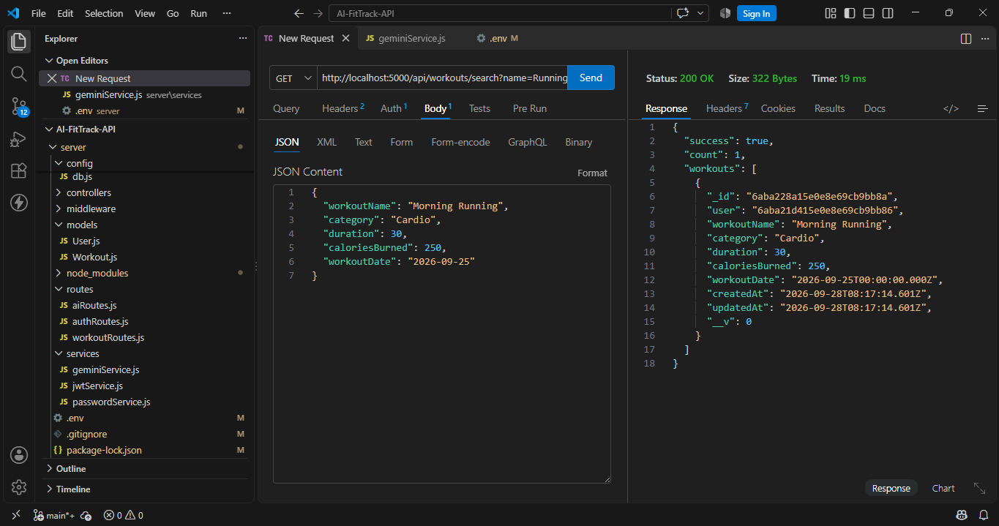 File Edit Selection View Go Run ··· AI-FitTrack-API Sign In
Explorer ···
Open Editors
TC New Request
JS geminiService.js server\services
.env server M
AI-FitTrack-API
server
config
JS db.js
controllers
middleware
models
JS User.js
JS Workout.js
node_modules
routes
JS aiRoutes.js
JS authRoutes.js
JS workoutRoutes.js
services
JS geminiService.js
JS jwtService.js
JS passwordService.js
.env M
.gitignore M
{} package-lock.json M
Outline
Timeline
12
TC New Request JS geminiService.js .env M ···
GET http://localhost:5000/api/workouts/search?name=Running Send
Query Headers 2 Auth 1 Body 1 Tests Pre Run
JSON XML Text Form Form-encode GraphQL Binary
JSON Content Format
1 {
2 "workoutName": "Morning Running",
3 "category": "Cardio",
4 "duration": 30,
5 "caloriesBurned": 250,
6 "workoutDate": "2026-09-25"
7 }
Status: 200 OK Size: 322 Bytes Time: 19 ms
Response Headers 7 Cookies Results Docs </>
1 {
2 "success": true,
3 "count": 1,
4 "workouts": [
5 {
6 "_id": "6aba228a15e0e8e69cb9bb8a",
7 "user": "6aba21d415e0e8e69cb9bb86",
8 "workoutName": "Morning Running",
9 "category": "Cardio",
10 "duration": 30,
11 "caloriesBurned": 250,
12 "workoutDate": "2026-09-25T00:00:00.000Z",
13 "createdAt": "2026-09-28T08:17:14.601Z",
14 "updatedAt": "2026-09-28T08:17:14.601Z",
15 "__v": 0
16 }
17 ]
18 }
Response Chart
main*+ 0 0